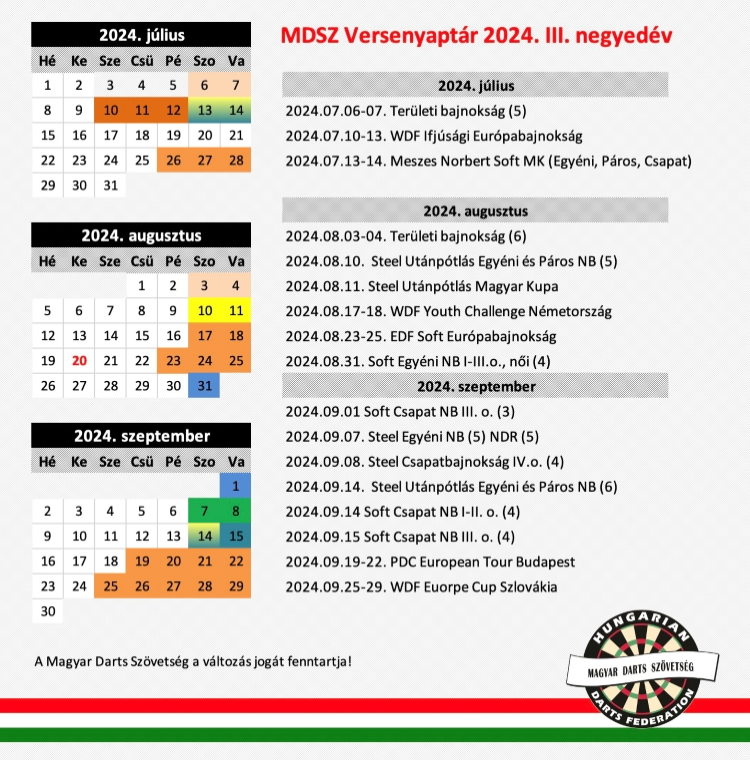 2024. július
Hé Ke Sze Csü Pé Szo Va
1 2 3 4 5 6 7
8 9 10 11 12 13 14
15 16 17 18 19 20 21
22 23 24 25 26 27 28
29 30 31
2024. augusztus
Hé Ke Sze Csü Pé Szo Va
1 2 3 4
5 6 7 8 9 10 11
12 13 14 15 16 17 18
19 20 21 22 23 24 25
26 27 28 29 30 31
2024. szeptember
Hé Ke Sze Csü Pé Szo Va
1
2 3 4 5 6 7 8
9 10 11 12 13 14 15
16 17 18 19 20 21 22
23 24 25 26 27 28 29
30
MDSZ Versenyaptár 2024. III. negyedév
2024. július
2024.07.06-07. Területi bajnokság (5)
2024.07.10-13. WDF Ifjúsági Európabajnokság
2024.07.13-14. Meszes Norbert Soft MK (Egyéni, Páros, Csapat)
2024. augusztus
2024.08.03-04. Területi bajnokság (6)
2024.08.10. Steel Utánpótlás Egyéni és Páros NB (5)
2024.08.11. Steel Utánpótlás Magyar Kupa
2024.08.17-18. WDF Youth Challenge Németország
2024.08.23-25. EDF Soft Európabajnokság
2024.08.31. Soft Egyéni NB I-III.o., női (4)
2024. szeptember
2024.09.01 Soft Csapat NB III. o. (3)
2024.09.07. Steel Egyéni NB (5) NDR (5)
2024.09.08. Steel Csapatbajnokság IV.o. (4)
2024.09.14. Steel Utánpótlás Egyéni és Páros NB (6)
2024.09.14 Soft Csapat NB I-II. o. (4)
2024.09.15 Soft Csapat NB III. o. (4)
2024.09.19-22. PDC European Tour Budapest
2024.09.25-29. WDF Euorpe Cup Szlovákia
A Magyar Darts Szövetség a változás jogát fenntartja!
HUNGARIAN
MAGYAR DARTS SZÖVETSÉG
DARTS FEDERATION